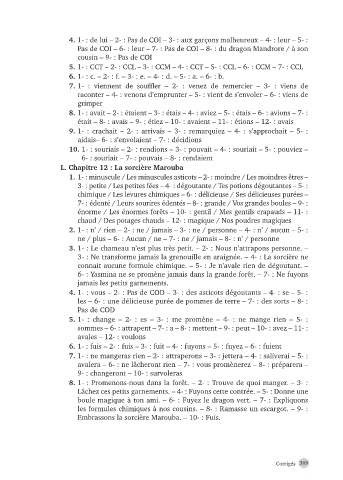 4. 1- : de lui – 2- : Pas de COI – 3- : aux garçons malheureux – 4- : leur – 5- :
Pas de COI – 6- : leur – 7- : Pas de COI – 8- : du dragon Mandrore / à son
cousin – 9- : Pas de COI
5. 1- : CCT – 2- : CCL – 3- : CCM – 4- : CCT – 5- : CCL – 6- : CCM – 7- : CCL
6. 1- : c. – 2- : f. – 3- : e. – 4- : d. – 5- : a. – 6- : b.
7. 1- : viennent de souffler – 2- : venez de remercier – 3- : viens de
raconter – 4- : venons d'emprunter – 5- : vient de s'envoler – 6- : viens de
grimper
8. 1- : avait – 2- : étaient – 3- : étais – 4- : aviez – 5- : étais – 6- : avions – 7- :
était – 8- : avais – 9- : étiez – 10- : avaient – 11- : étions – 12- : avais
9. 1- : crachait – 2- : arrivais – 3- : remarquiez – 4- : s'approchait – 5- :
aidais– 6- : s'envolaient – 7- : décidions
10. 1- : souriais – 2- : rendions – 3- : pouvait – 4- : souriait – 5- : pouviez –
6- : souriait – 7- : pouvais – 8- : rendaient
L. Chapitre 12 : La sorcière Marouba
1. 1- : minuscule / Les minuscules asticots – 2- : moindre / Les moindres êtres –
3- : petite / Les petites fées – 4- : dégoutante / Tes potions dégoutantes – 5- :
chimique / Les levures chimiques – 6- : délicieuse / Ses délicieuses purées –
7- : édenté / Leurs sourires édentés – 8- : grande / Vos grandes boules – 9- :
énorme / Les énormes forêts – 10- : gentil / Mes gentils crapauds – 11- :
chaud / Des potages chauds – 12- : magique / Nos poudres magiques
2. 1- : n' / rien – 2- : ne / jamais – 3- : ne / personne – 4- : n' / aucun – 5- :
ne / plus – 6- : Aucun / ne – 7- : ne / jamais – 8- : n' / personne
3. 1- : Le chameau n'est plus très petit. – 2- : Nous n'attrapons personne. –
3- : Ne transforme jamais la grenouille en araignée. – 4- : La sorcière ne
connait aucune formule chimique. – 5- : Je n'avale rien de dégoutant. –
6- : Yasmina ne se promène jamais dans la grande forêt. – 7- : Ne fuyons
jamais les petits garnements.
4. 1- : vous – 2- : Pas de COD – 3- : des asticots dégoutants – 4- : se – 5- :
les – 6- : une délicieuse purée de pommes de terre – 7- : des sorts – 8- :
Pas de COD
5. 1- : change – 2- : es – 3- : me promène – 4- : ne mange rien – 5- :
sommes – 6- : attrapent – 7- : a – 8- : mettent – 9- : peut – 10- : avez – 11- :
avales – 12- : voulons
6. 1- : fuis – 2- : fuis – 3- : fuit – 4- : fuyons – 5- : fuyez – 6- : fuient
7. 1- : ne mangeras rien – 2- : attraperons – 3- : jettera – 4- : saliverai – 5- :
avalera – 6- : ne lâcheront rien – 7- : vous promènerez – 8- : préparera –
9- : changeront – 10- : survoleras
8. 1- : Promenons-nous dans la forêt. – 2- : Trouve de quoi manger. – 3- :
Lâchez ces petits garnements. – 4- : Fuyons cette contrée. – 5- : Donne une
boule magique à ton ami. – 6- : Fuyez le dragon vert. – 7- : Expliquons
les formules chimiques à nos cousins. – 8- : Ramasse un escargot. – 9- :
Embrassons la sorcière Marouba. – 10- : Fuis.
Corrigés 369